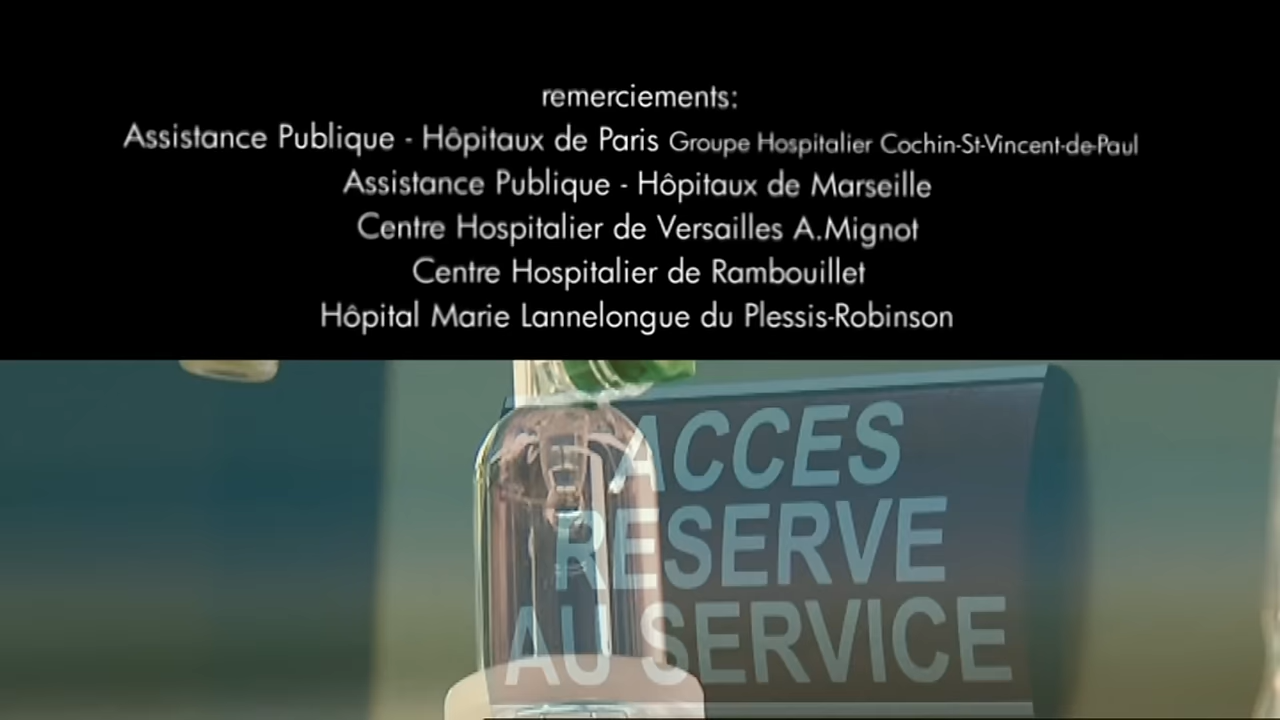 remerciements:
Assistance Publique - Hôpitaux de Paris Groupe Hospitalier Cochin-St-Vincent-de-Paul
Assistance Publique - Hôpitaux de Marseille
Centre Hospitalier de Versailles A.Mignot
Centre Hospitalier de Rambouillet
Hôpital Marie Lannelongue du Plessis-Robinson
ACCES
RESERVE
AU SERVICE